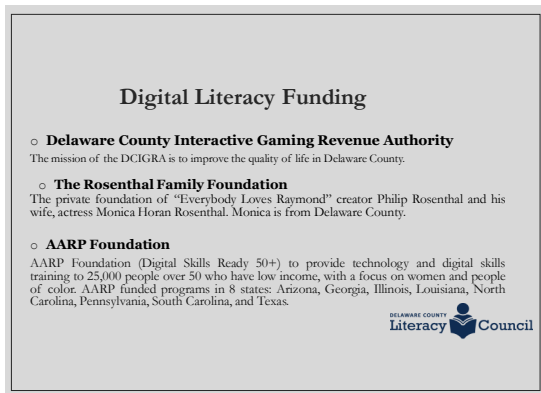 Digital Literacy Funding
○ Delaware County Interactive Gaming Revenue Authority
The mission of the DCIGRA is to improve the quality of life in Delaware County.
○ The Rosenthal Family Foundation
The private foundation of “Everybody Loves Raymond” creator Philip Rosenthal and his
wife, actress Monica Horan Rosenthal. Monica is from Delaware County.
○ AARP Foundation
AARP Foundation (Digital Skills Ready 50+) to provide technology and digital skills
training to 25,000 people over 50 who have low income, with a focus on women and people
of color. AARP funded programs in 8 states: Arizona, Georgia, Illinois, Louisiana, North
Carolina, Pennsylvania, South Carolina, and Texas.
DELAWARE COUNTY
Literacy Council